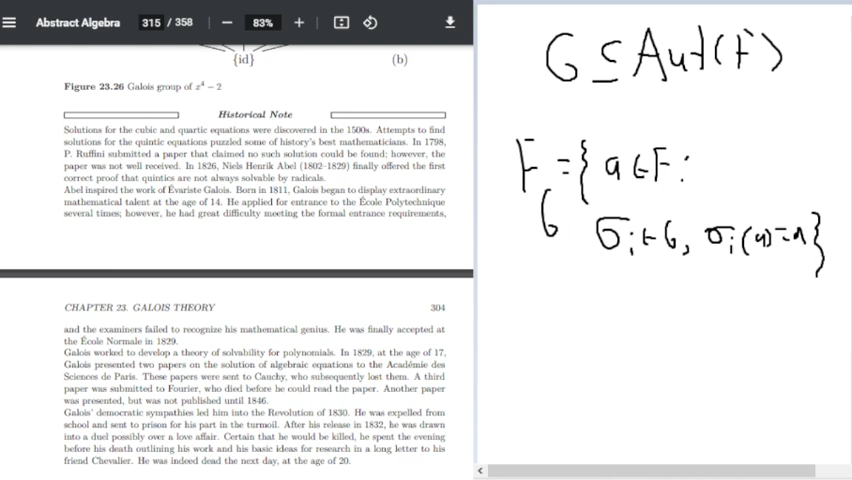 Abstract Algebra 315 / 358 83%
{id} (b)
Figure 23.26 Galois group of z⁴ − 2
Historical Note
Solutions for the cubic and quartic equations were discovered in the 1500s. Attempts to find
solutions for the quintic equations puzzled some of history's best mathematicians. In 1798,
P. Ruffini submitted a paper that claimed no such solution could be found; however, the
paper was not well received. In 1826, Niels Henrik Abel (1802–1829) finally offered the first
correct proof that quintics are not always solvable by radicals.
Abel inspired the work of Évariste Galois. Born in 1811, Galois began to display extraordinary
mathematical talent at the age of 14. He applied for entrance to the École Polytechnique
several times; however, he had great difficulty meeting the formal entrance requirements,
CHAPTER 23. GALOIS THEORY 304
and the examiners failed to recognize his mathematical genius. He was finally accepted at
the École Normale in 1829.
Galois worked to develop a theory of solvability for polynomials. In 1829, at the age of 17,
Galois presented two papers on the solution of algebraic equations to the Académie des
Sciences de Paris. These papers were sent to Cauchy, who subsequently lost them. A third
paper was submitted to Fourier, who died before he could read the paper. Another paper
was presented, but was not published until 1846.
Galois' democratic sympathies led him into the Revolution of 1830. He was expelled from
school and sent to prison for his part in the turmoil. After his release in 1832, he was drawn
into a duel possibly over a love affair. Certain that he would be killed, he spent the evening
before his death outlining his work and his basic ideas for research in a long letter to his
friend Chevalier. He was indeed dead the next day, at the age of 20.
G ⊆ Aut(F)
F_G = { a ∈ F :
σᵢ ∈ G, σᵢ(a) = a }